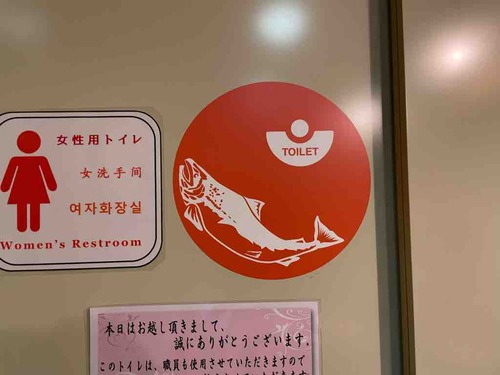 女性用トイレ
女洗手间
여자화장실
Women's Restroom
TOILET
本日はお越し頂きまして、
誠にありがとうございます。
このトイレは、職員も使用させていただきますので